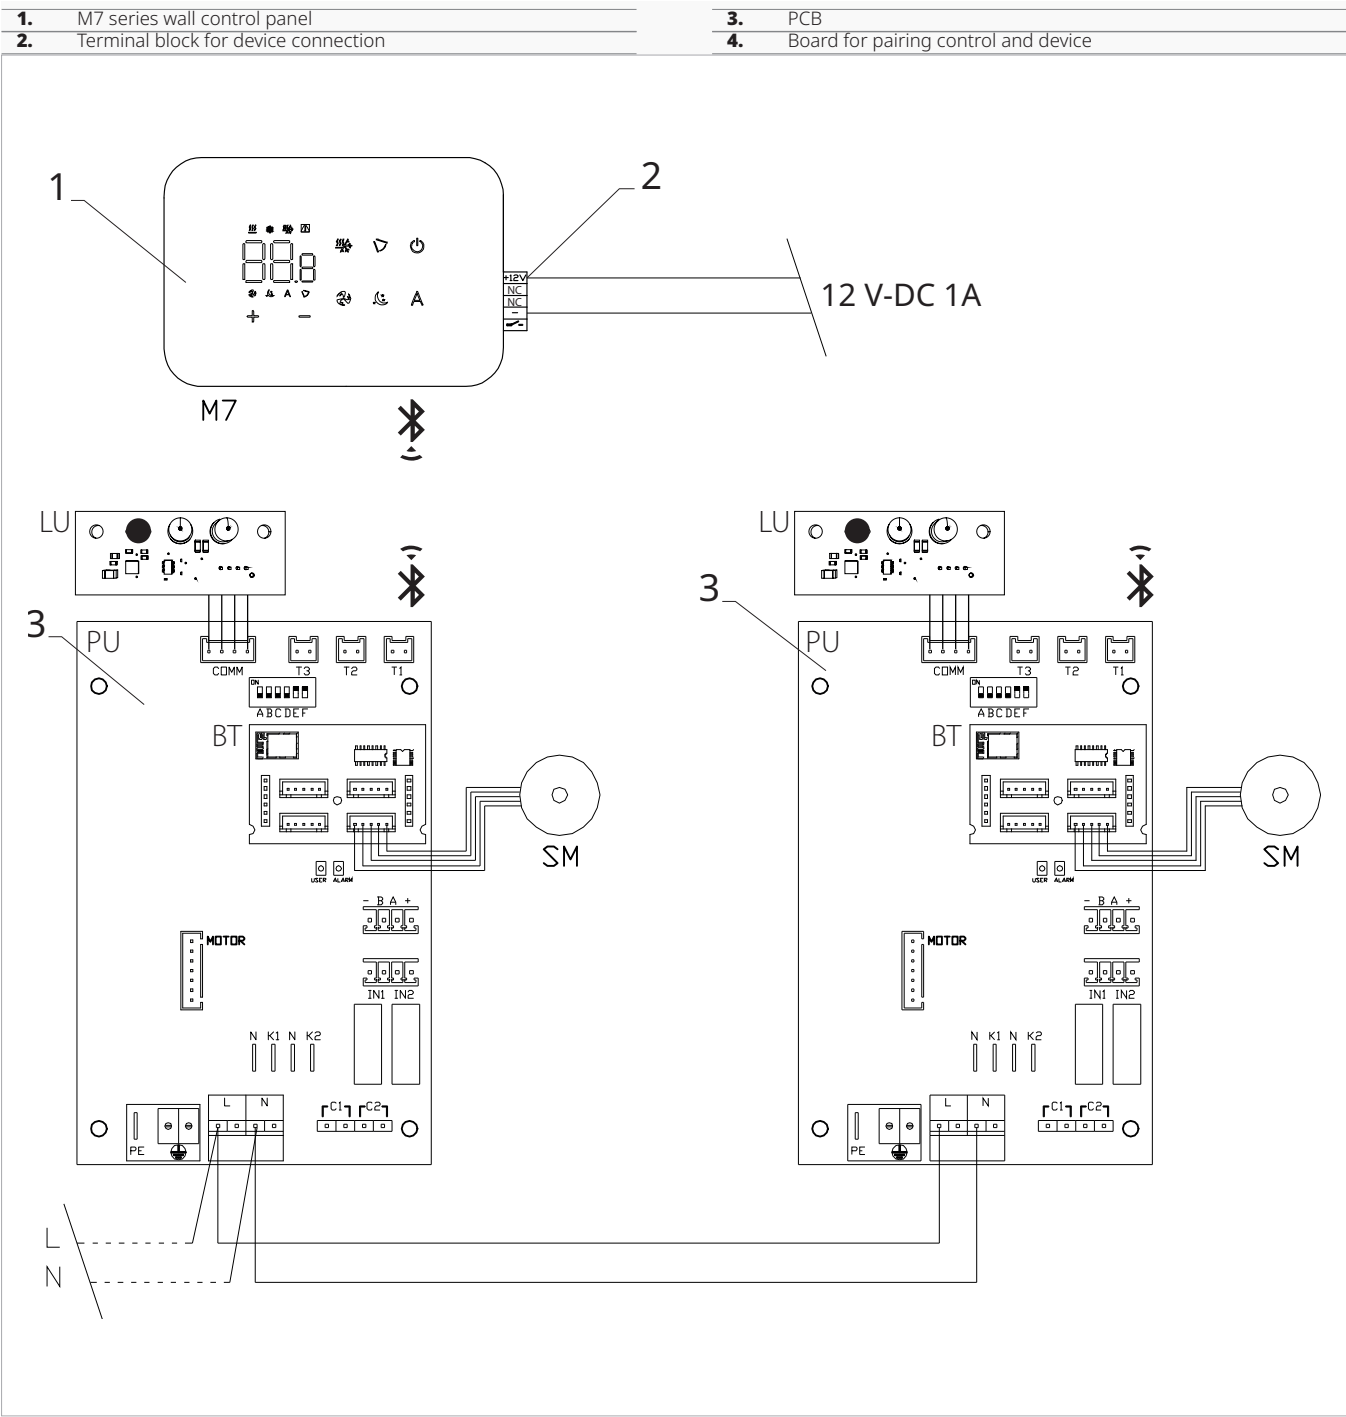 1. M7 series wall control panel
2. Terminal block for device connection
3. PCB
4. Board for pairing control and device
1
2
88.8
AR
A
A
+ −
+12V
NC
NC
-
12 V-DC 1A
M7
LU
LU
3
3
PU
COMM T3 T2 T1
ON
ABCDEF
BT
SM
USER ALARM
- B A +
MOTOR
IN1 IN2
N K1 N K2
L N
C1 C2
PE
PU
COMM T3 T2 T1
ON
ABCDEF
BT
SM
USER ALARM
- B A +
MOTOR
IN1 IN2
N K1 N K2
L N
C1 C2
PE
L
N